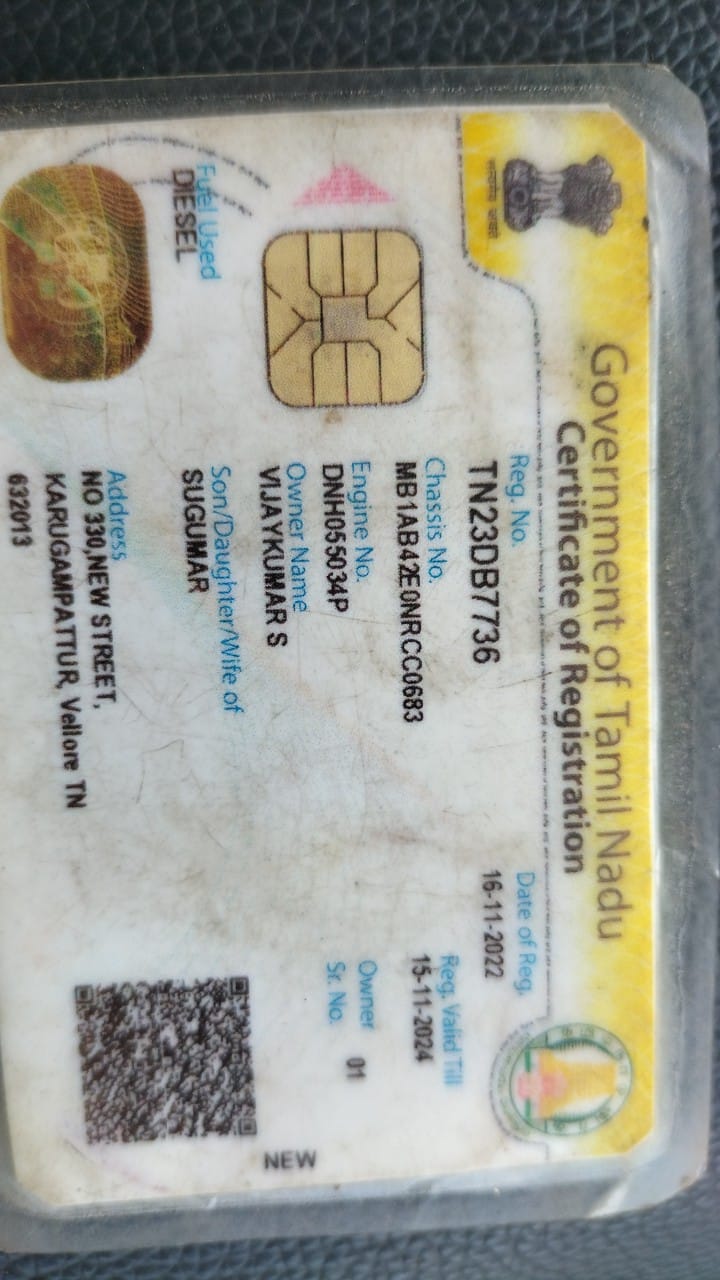 Government of Tamil Nadu
Certificate of Registration
Reg. No.
TN23DB7736
Date of Reg.
16-11-2022
Chassis No.
MB1AB42E0NRCC0683
Reg. Valid Till
15-11-2024
Engine No.
DNH055034P
Owner
Sr. No. 01
Owner Name
VIJAYKUMAR S
Son/Daughter/Wife of
SUGUMAR
Fuel Used
DIESEL
Address
NO 330,NEW STREET,
KARUGAMPATTUR, Vellore TN
632013
NEW